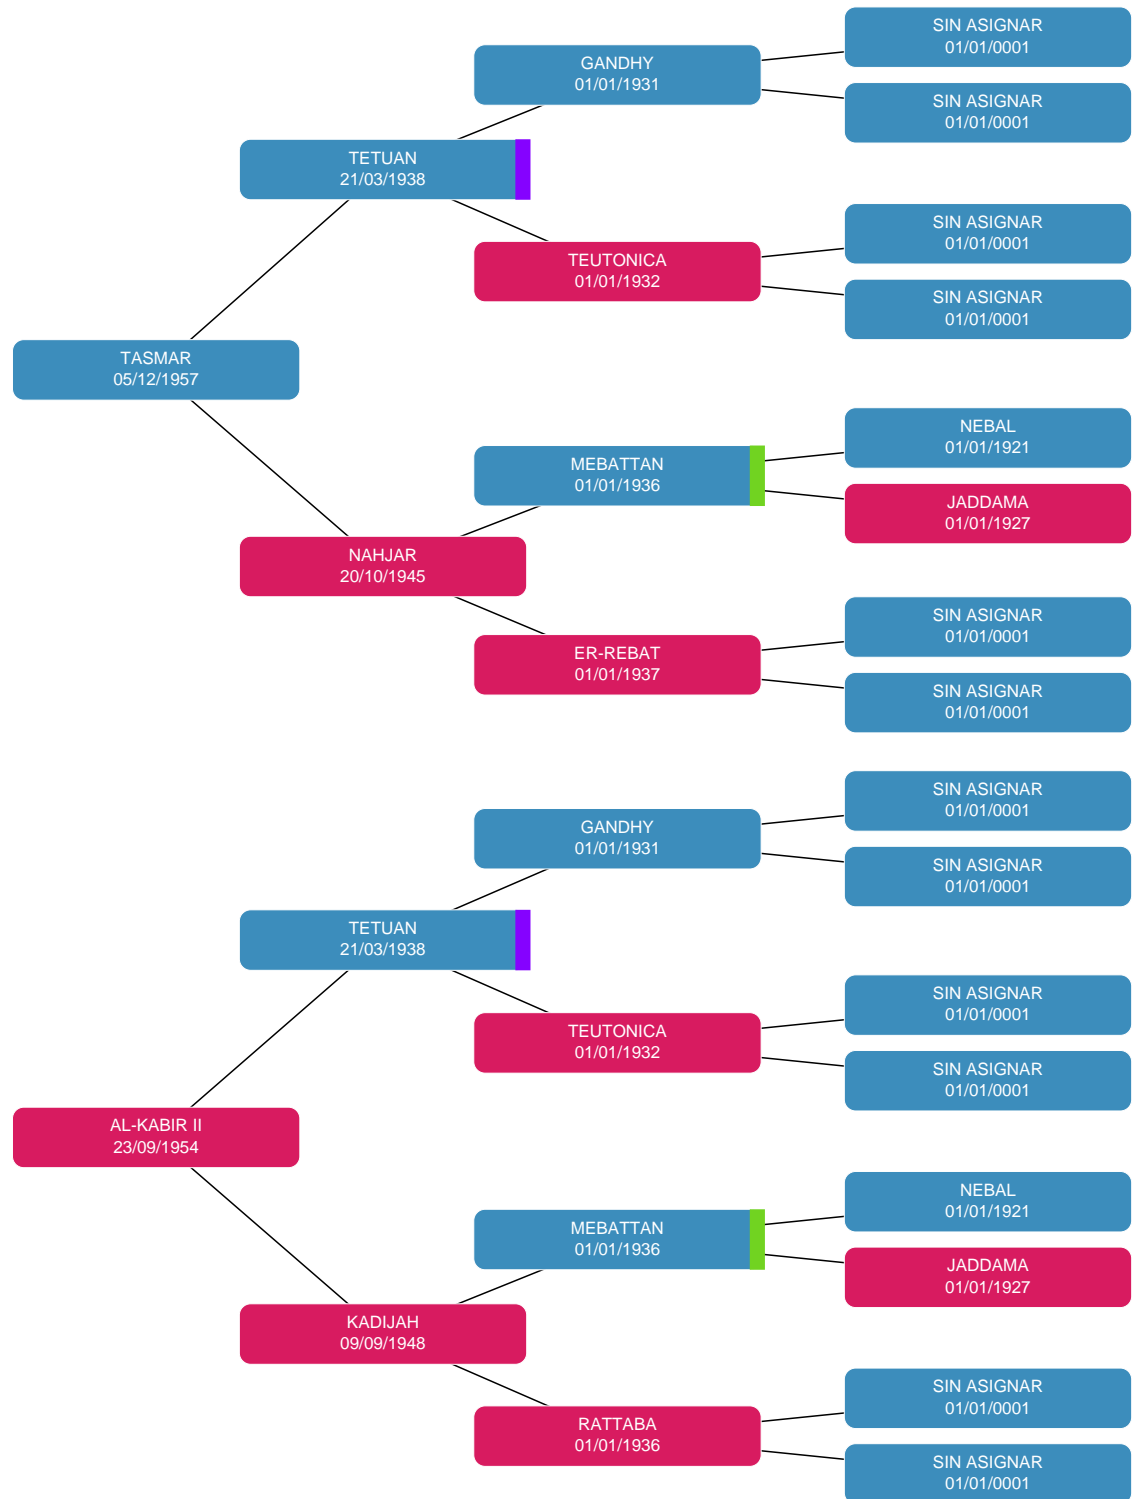 SIN ASIGNAR
01/01/0001
GANDHY
01/01/1931
SIN ASIGNAR
01/01/0001
TETUAN
21/03/1938
SIN ASIGNAR
01/01/0001
TEUTONICA
01/01/1932
SIN ASIGNAR
01/01/0001
TASMAR
05/12/1957
NEBAL
01/01/1921
MEBATTAN
01/01/1936
JADDAMA
01/01/1927
NAHJAR
20/10/1945
SIN ASIGNAR
01/01/0001
ER-REBAT
01/01/1937
SIN ASIGNAR
01/01/0001
SIN ASIGNAR
01/01/0001
GANDHY
01/01/1931
SIN ASIGNAR
01/01/0001
TETUAN
21/03/1938
SIN ASIGNAR
01/01/0001
TEUTONICA
01/01/1932
SIN ASIGNAR
01/01/0001
AL-KABIR II
23/09/1954
NEBAL
01/01/1921
MEBATTAN
01/01/1936
JADDAMA
01/01/1927
KADIJAH
09/09/1948
SIN ASIGNAR
01/01/0001
RATTABA
01/01/1936
SIN ASIGNAR
01/01/0001